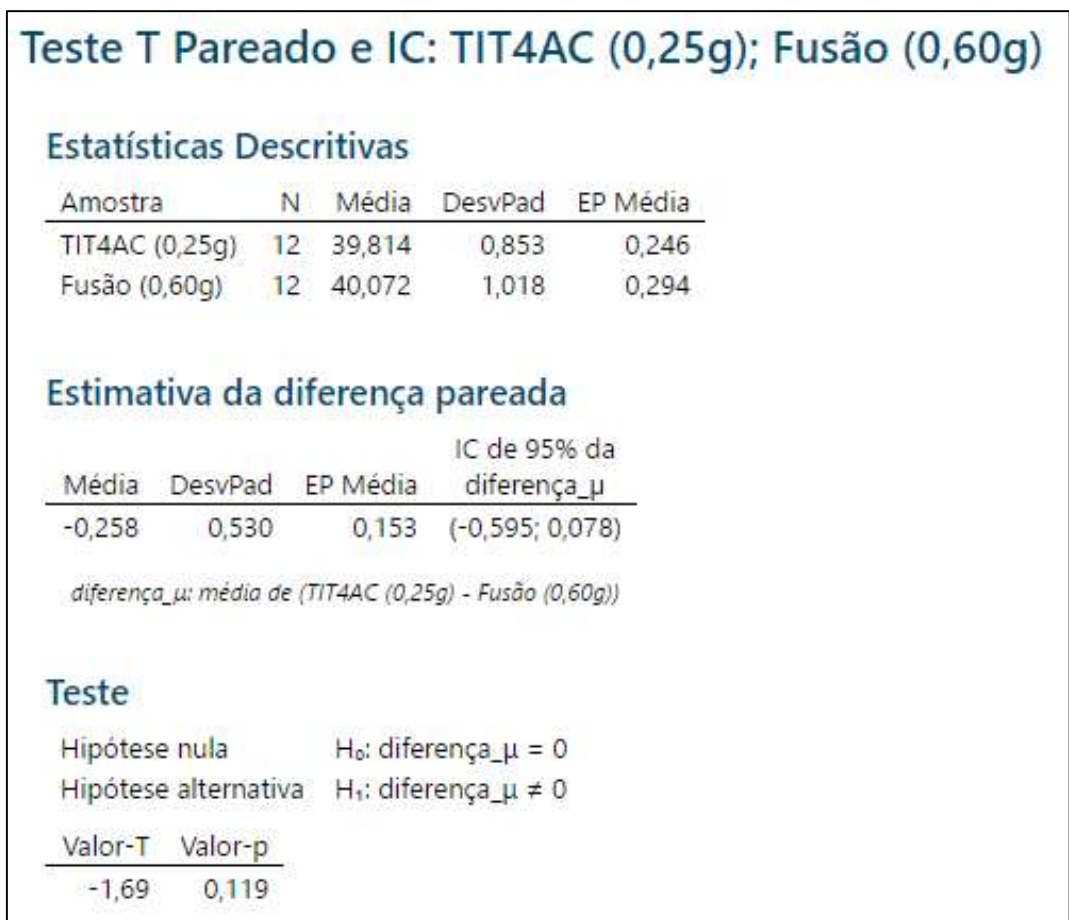 Teste T Pareado e IC: TIT4AC (0,25g); Fusão (0,60g)
Estatísticas Descritivas
Amostra N Média DesvPad EP Média
TIT4AC (0,25g) 12 39,814 0,853 0,246
Fusão (0,60g) 12 40,072 1,018 0,294
Estimativa da diferença pareada
IC de 95% da
Média DesvPad EP Média diferença_µ
-0,258 0,530 0,153 (-0,595; 0,078)
diferença_µ: média de (TIT4AC (0,25g) - Fusão (0,60g))
Teste
Hipótese nula H₀: diferença_µ = 0
Hipótese alternativa H₁: diferença_µ ≠ 0
Valor-T Valor-p
-1,69 0,119